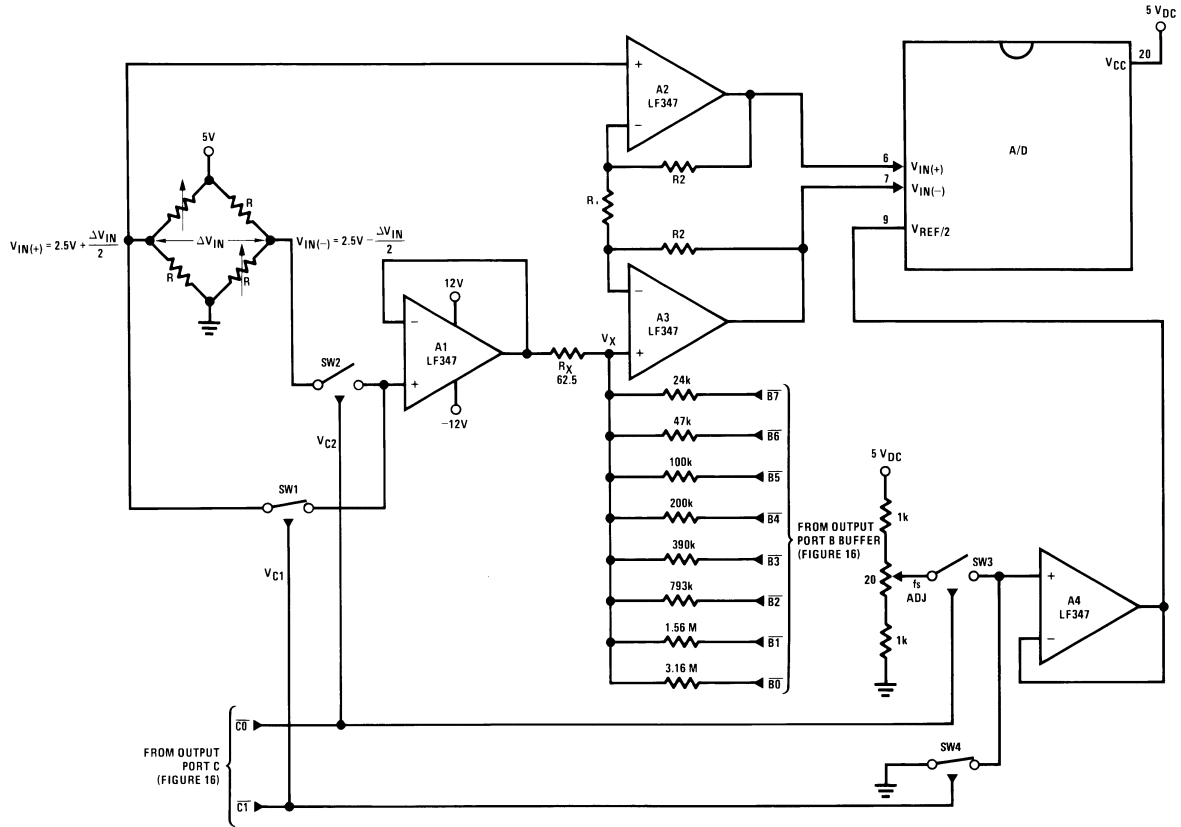 5 VDC
20
VCC
A/D
6
VIN(+)
7
VIN(–)
9
VREF/2
+
A2
LF347
–
R2
R
R2
–
A3
LF347
+
VX
5V
R
ΔVIN
R
R
VIN(+) = 2.5V + ΔVIN/2
VIN(–) = 2.5V – ΔVIN/2
12V
–
A1
LF347
+
–12V
RX
62.5
SW2
VC2
SW1
VC1
24k
B7
47k
B6
100k
B5
200k
B4
390k
B3
793k
B2
1.56 M
B1
3.16 M
B0
FROM OUTPUT
PORT B BUFFER
(FIGURE 16)
5 VDC
1k
20
fs
ADJ
SW3
1k
+
A4
LF347
–
SW4
C0
FROM OUTPUT
PORT C
(FIGURE 16)
C1